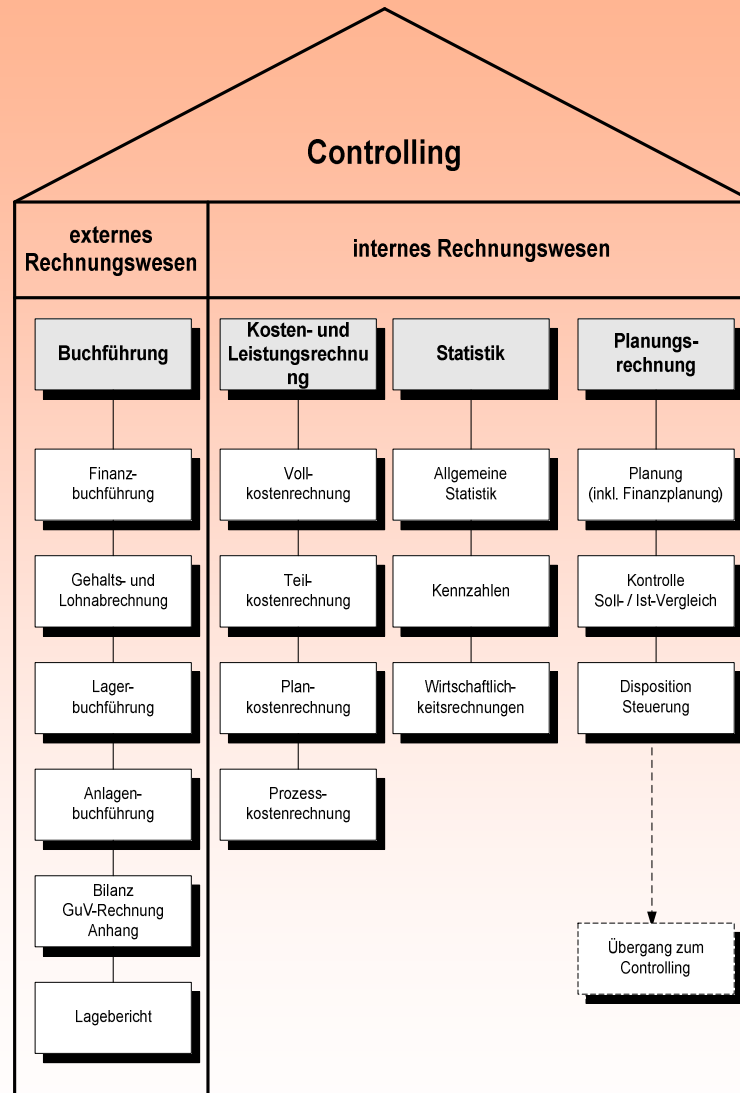 Controlling
externes
Rechnungswesen
internes Rechnungswesen
Buchführung
Finanz-
buchführung
Gehalts- und
Lohnabrechnung
Lager-
buchführung
Anlagen-
buchführung
Bilanz
GuV-Rechnung
Anhang
Lagebericht
Kosten- und
Leistungsrechnu
ng
Voll-
kostenrechnung
Teil-
kostenrechnung
Plan-
kostenrechnung
Prozess-
kostenrechnung
Statistik
Allgemeine
Statistik
Kennzahlen
Wirtschaftlich-
keitsrechnungen
Planungs-
rechnung
Planung
(inkl. Finanzplanung)
Kontrolle
Soll- / Ist-Vergleich
Disposition
Steuerung
Übergang zum
Controlling